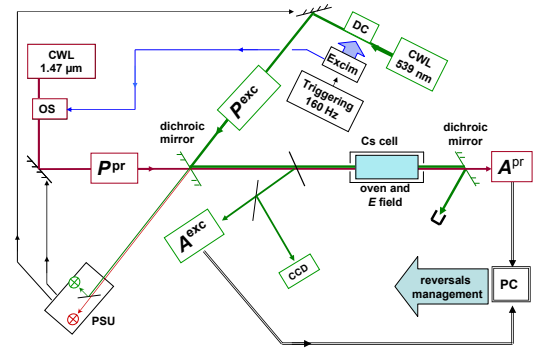 DC
CWL
539 nm
CWL
1.47 µm
Excim
OS
Triggering
160 Hz
P exc
dichroic
mirror
dichroic
mirror
Cs cell
P pr
A pr
oven and
E field
A exc
CCD
reversals
management
PC
PSU